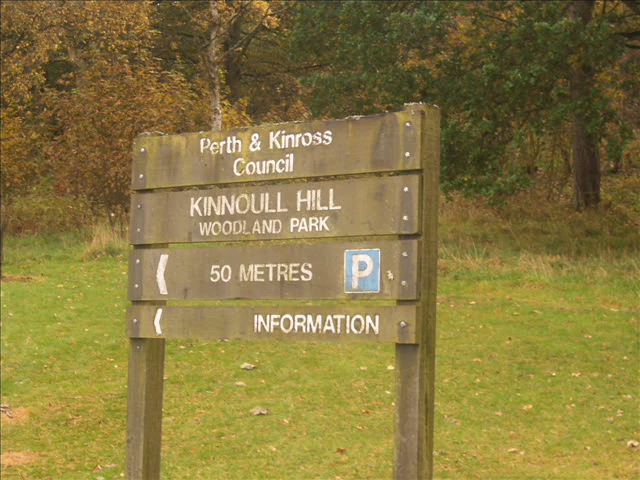 Perth & Kinross
Council
KINNOULL HILL
WOODLAND PARK
50 METRES P
INFORMATION